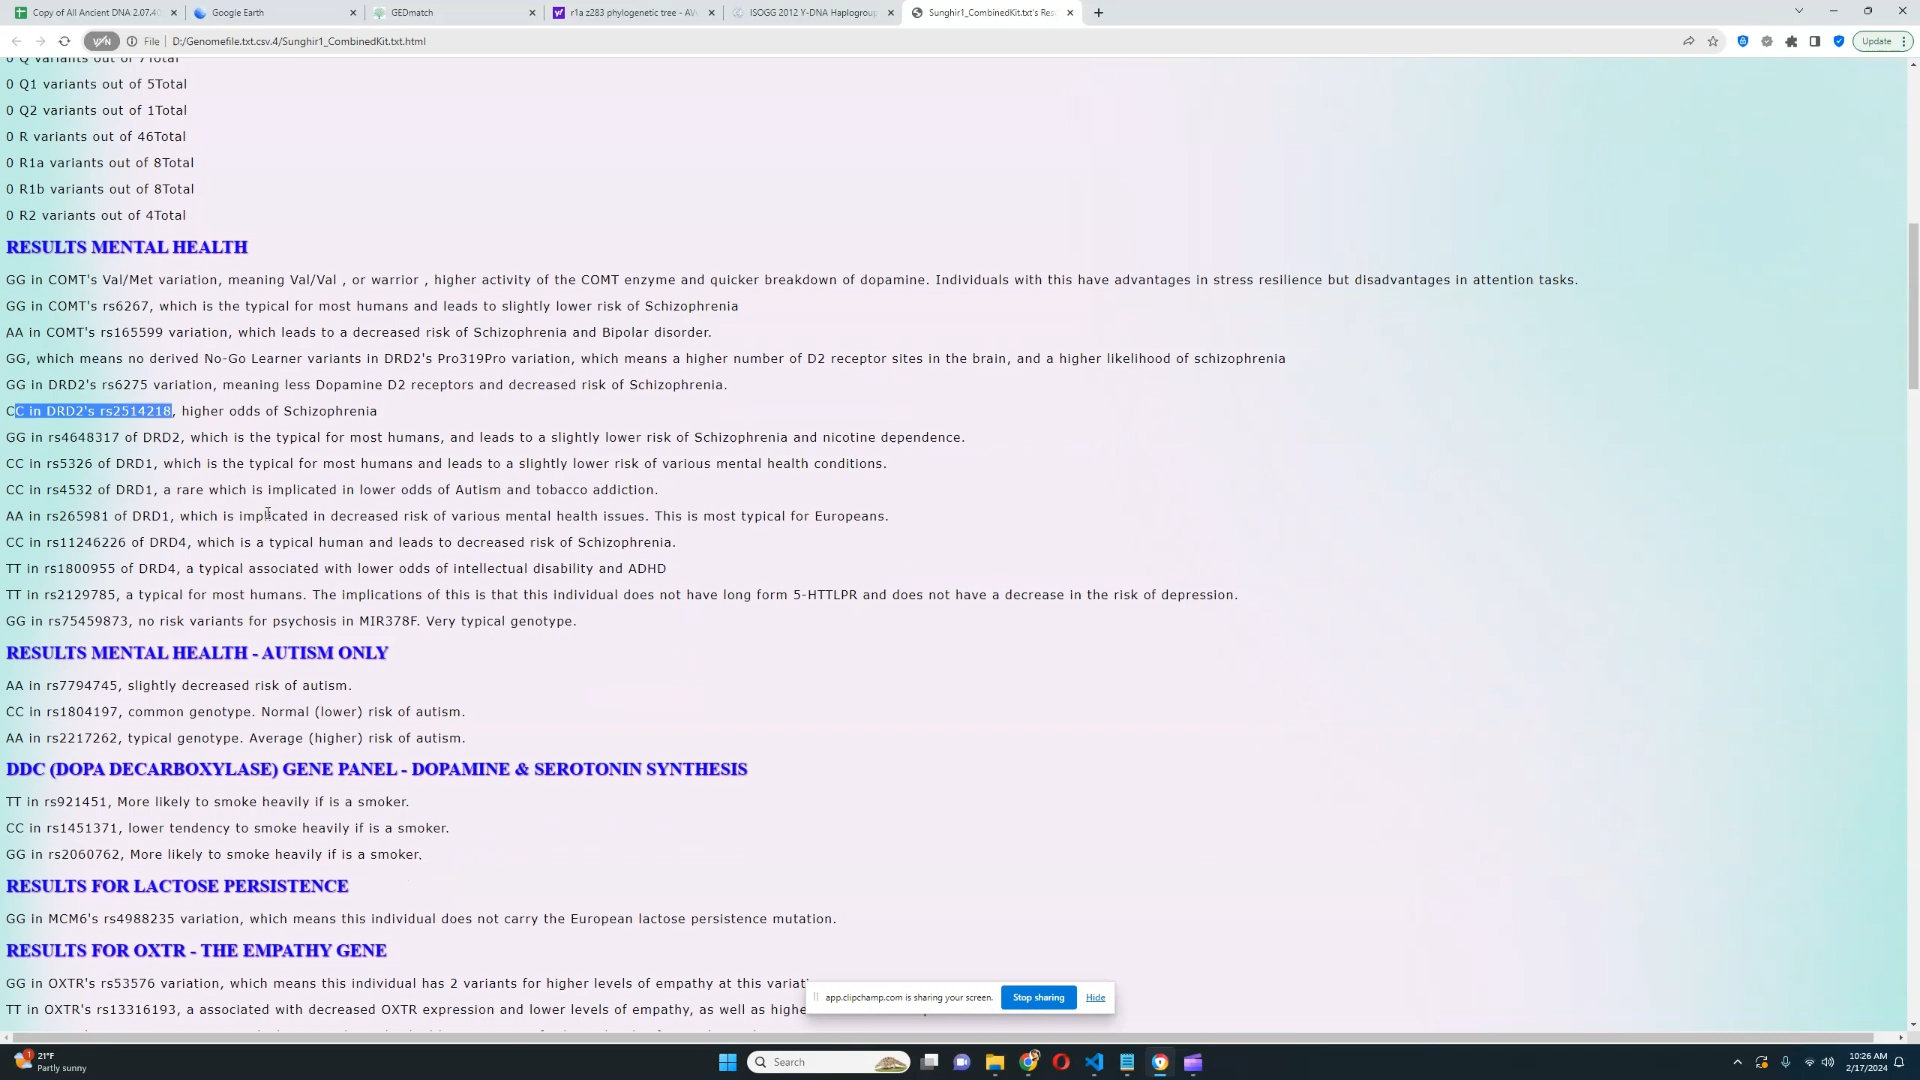 Copy of All Ancient DNA 2.07.40
Google Earth
GEDmatch
r1a z283 phylogenetic tree - AV
ISOGG 2012 Y-DNA Haplogroup
Sunghir1_CombinedKit.txt's Res
File D:/Genomefile.txt.csv.4/Sunghir1_CombinedKit.txt.html
Update
0 Q variants out of 7Total
0 Q1 variants out of 5Total
0 Q2 variants out of 1Total
0 R variants out of 46Total
0 R1a variants out of 8Total
0 R1b variants out of 8Total
0 R2 variants out of 4Total
RESULTS MENTAL HEALTH
GG in COMT's Val/Met variation, meaning Val/Val , or warrior , higher activity of the COMT enzyme and quicker breakdown of dopamine. Individuals with this have advantages in stress resilience but disadvantages in attention tasks.
GG in COMT's rs6267, which is the typical for most humans and leads to slightly lower risk of Schizophrenia
AA in COMT's rs165599 variation, which leads to a decreased risk of Schizophrenia and Bipolar disorder.
GG, which means no derived No-Go Learner variants in DRD2's Pro319Pro variation, which means a higher number of D2 receptor sites in the brain, and a higher likelihood of schizophrenia
GG in DRD2's rs6275 variation, meaning less Dopamine D2 receptors and decreased risk of Schizophrenia.
CC in DRD2's rs2514218, higher odds of Schizophrenia
GG in rs4648317 of DRD2, which is the typical for most humans, and leads to a slightly lower risk of Schizophrenia and nicotine dependence.
CC in rs5326 of DRD1, which is the typical for most humans and leads to a slightly lower risk of various mental health conditions.
CC in rs4532 of DRD1, a rare which is implicated in lower odds of Autism and tobacco addiction.
AA in rs265981 of DRD1, which is implicated in decreased risk of various mental health issues. This is most typical for Europeans.
CC in rs11246226 of DRD4, which is a typical human and leads to decreased risk of Schizophrenia.
TT in rs1800955 of DRD4, a typical associated with lower odds of intellectual disability and ADHD
TT in rs2129785, a typical for most humans. The implications of this is that this individual does not have long form 5-HTTLPR and does not have a decrease in the risk of depression.
GG in rs75459873, no risk variants for psychosis in MIR378F. Very typical genotype.
RESULTS MENTAL HEALTH - AUTISM ONLY
AA in rs7794745, slightly decreased risk of autism.
CC in rs1804197, common genotype. Normal (lower) risk of autism.
AA in rs2217262, typical genotype. Average (higher) risk of autism.
DDC (DOPA DECARBOXYLASE) GENE PANEL - DOPAMINE & SEROTONIN SYNTHESIS
TT in rs921451, More likely to smoke heavily if is a smoker.
CC in rs1451371, lower tendency to smoke heavily if is a smoker.
GG in rs2060762, More likely to smoke heavily if is a smoker.
RESULTS FOR LACTOSE PERSISTENCE
GG in MCM6's rs4988235 variation, which means this individual does not carry the European lactose persistence mutation.
RESULTS FOR OXTR - THE EMPATHY GENE
GG in OXTR's rs53576 variation, which means this individual has 2 variants for higher levels of empathy at this variati
TT in OXTR's rs13316193, a associated with decreased OXTR expression and lower levels of empathy, as well as highe
app.clipchamp.com is sharing your screen.
Stop sharing
Hide
21°F
Partly sunny
Search
10:26 AM
2/17/2024